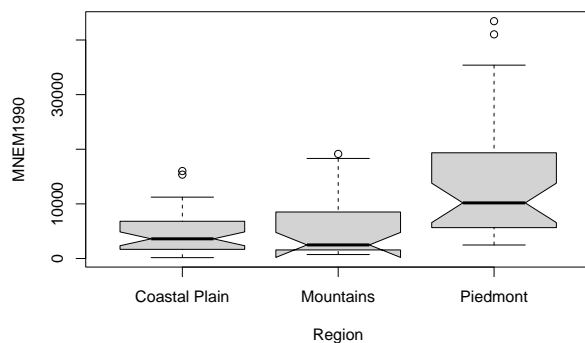 MNEM1990
30000
10000
0
Coastal Plain Mountains Piedmont
Region